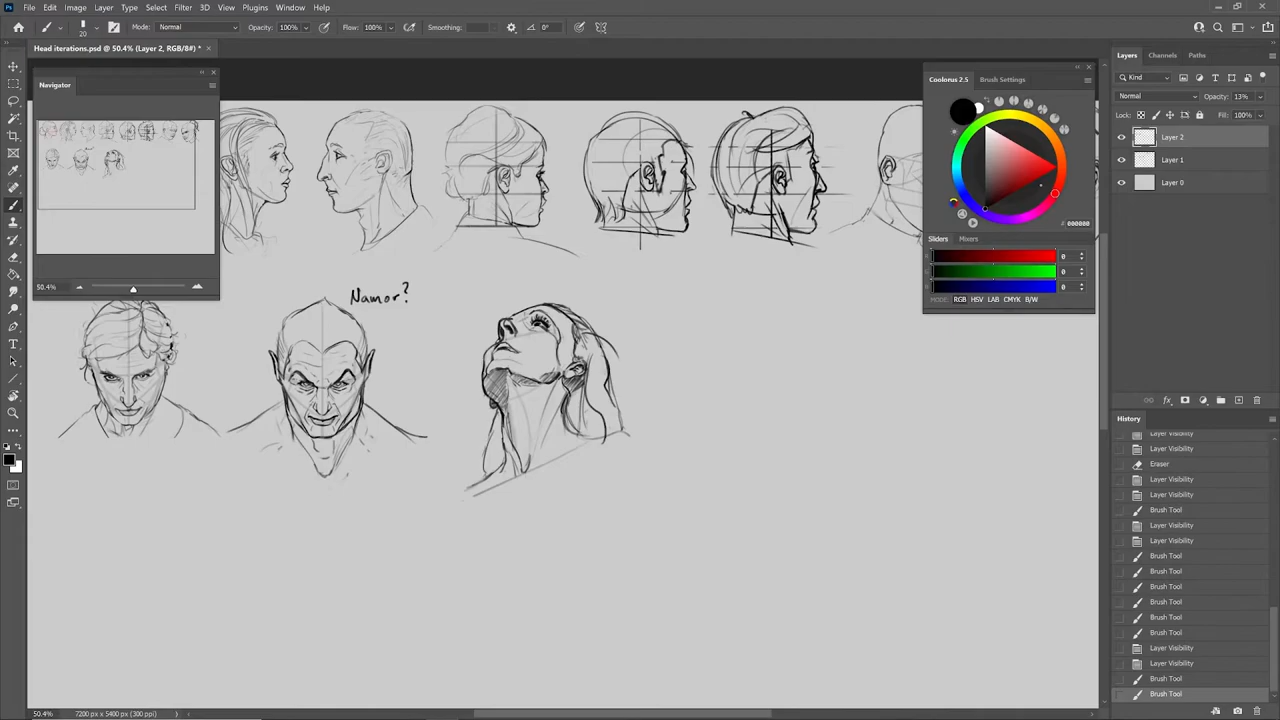 Ps File Edit Image Layer Type Select Filter 3D View Plugins Window Help
20 Mode: Normal Opacity: 100% Flow: 100% Smoothing: 0°
Head iterations.psd @ 50.4% (Layer 2, RGB/8#) *
Navigator
50.4%
Namor?
Coolorus 2.5 Brush Settings
# 000000
Sliders Mixers
0
0
0
MODE: RGB HSV LAB CMYK B/W
Layers Channels Paths
Kind
Normal Opacity: 13%
Lock: Fill: 100%
Layer 2
Layer 1
Layer 0
History
Layer Visibility
Layer Visibility
Eraser
Layer Visibility
Layer Visibility
Brush Tool
Layer Visibility
Layer Visibility
Brush Tool
Brush Tool
Brush Tool
Brush Tool
Brush Tool
Brush Tool
Layer Visibility
Layer Visibility
Brush Tool
Brush Tool
50.4% 7200 px x 5400 px (300 ppi)